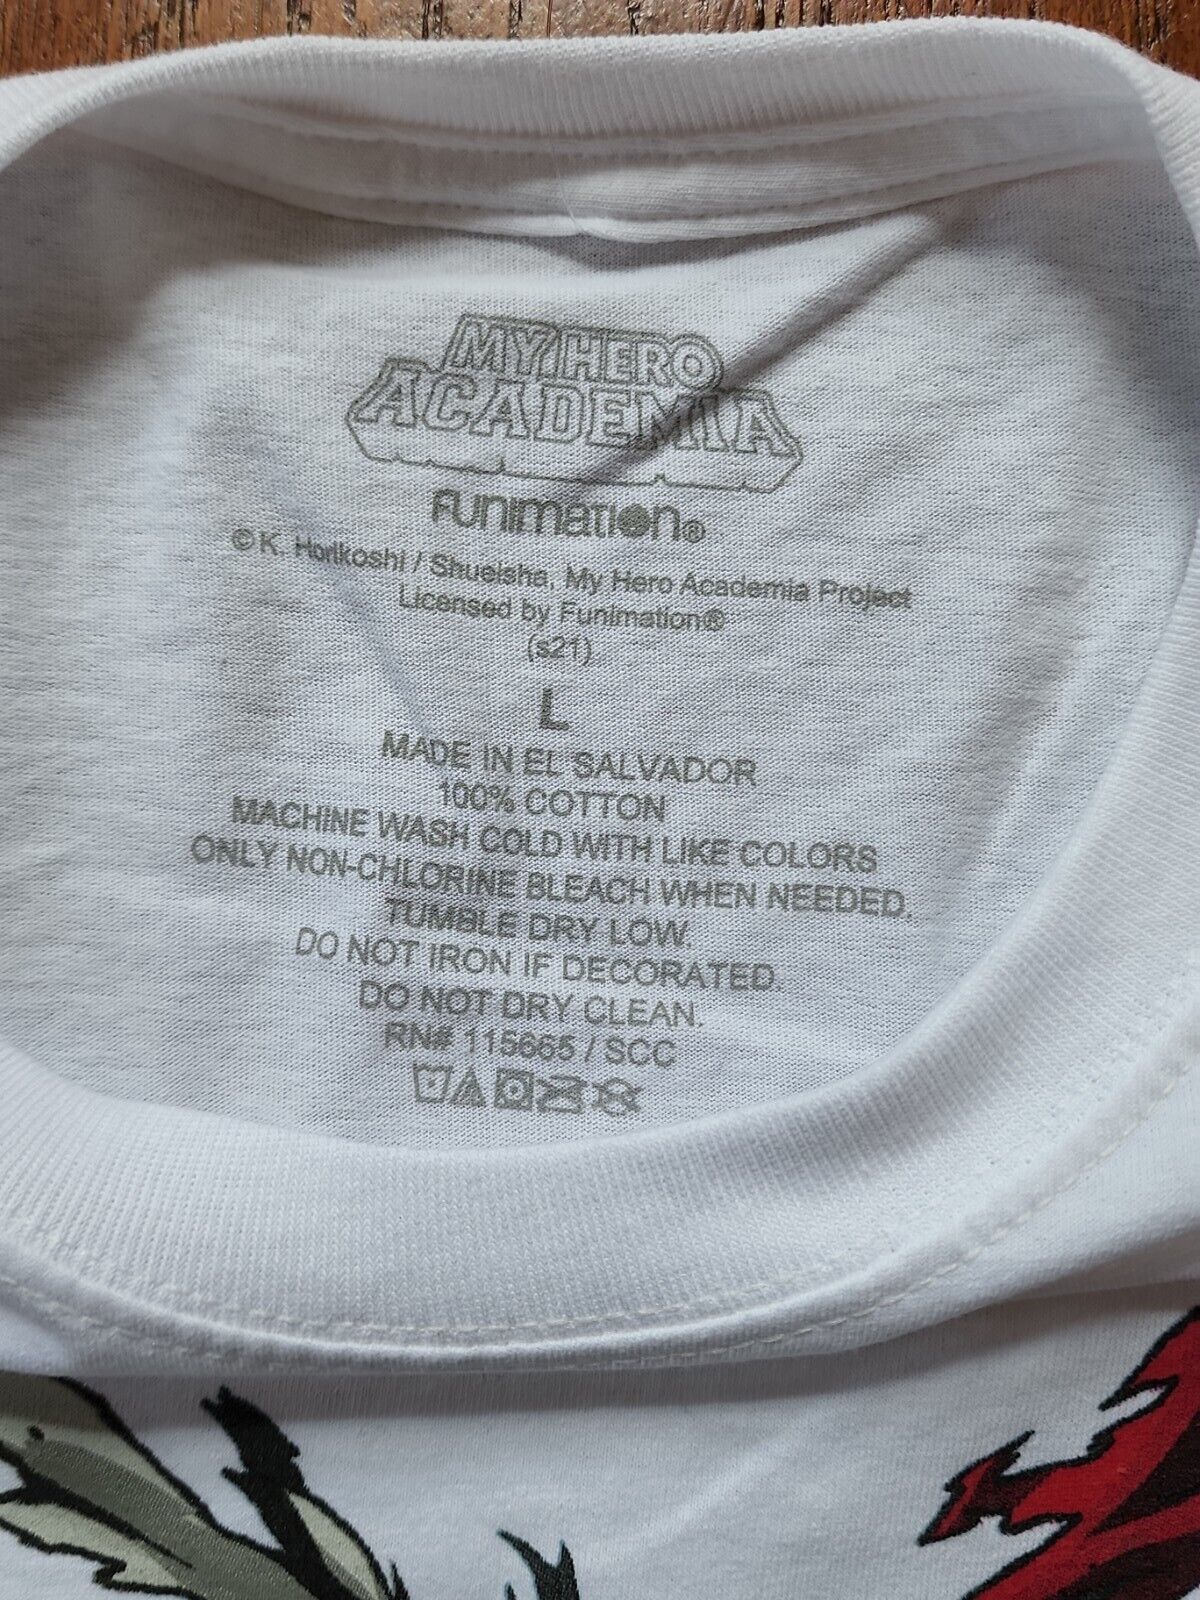 MY HERO
ACADEMIA
FUNIMATION®
© K. Horikoshi / Shueisha, My Hero Academia Project
Licensed by Funimation®
(s21)
L
MADE IN EL SALVADOR
100% COTTON
MACHINE WASH COLD WITH LIKE COLORS
ONLY NON-CHLORINE BLEACH WHEN NEEDED.
TUMBLE DRY LOW.
DO NOT IRON IF DECORATED
DO NOT DRY CLEAN.
RN# 115665 / SCC